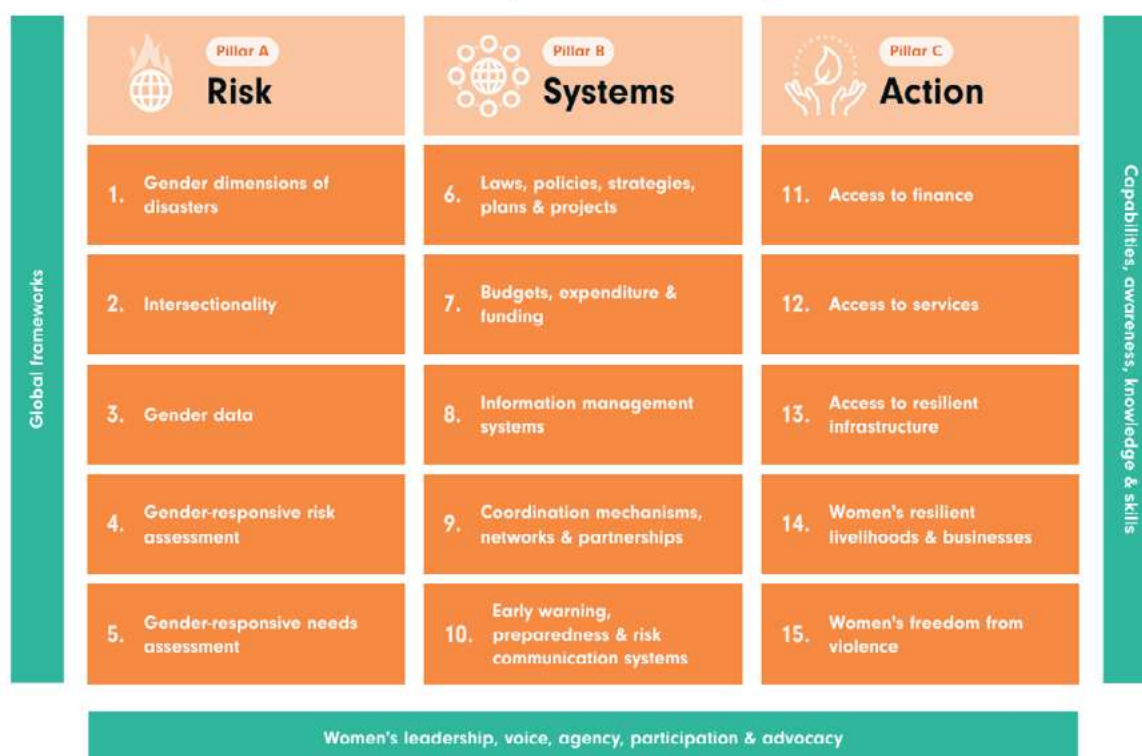 Global frameworks
Pillar A
Risk
1. Gender dimensions of
disasters
2. Intersectionality
3. Gender data
4. Gender-responsive risk
assessment
5. Gender-responsive needs
assessment
Pillar B
Systems
6. Laws, policies, strategies,
plans & projects
7. Budgets, expenditure &
funding
8. Information management
systems
9. Coordination mechanisms,
networks & partnerships
10. Early warning,
preparedness & risk
communication systems
Pillar C
Action
11. Access to finance
12. Access to services
13. Access to resilient
infrastructure
14. Women's resilient
livelihoods & businesses
15. Women's freedom from
violence
Capabilities, awareness, knowledge & skills
Women's leadership, voice, agency, participation & advocacy